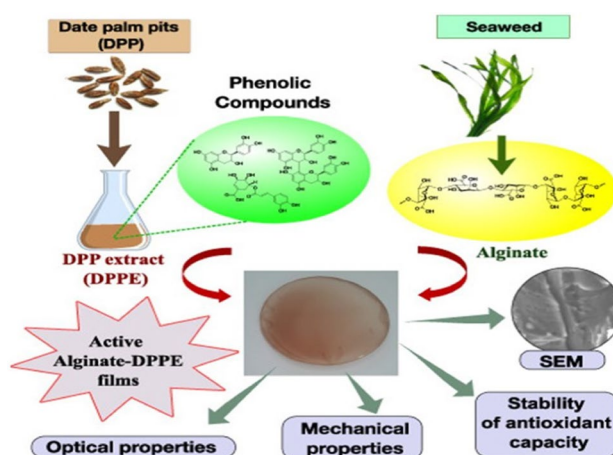 Date palm pits
(DPP)
Seaweed
Phenolic
Compounds
DPP extract
(DPPE)
Alginate
Active
Alginate-DPPE
films
SEM
Optical properties
Mechanical
properties
Stability
of antioxidant
capacity